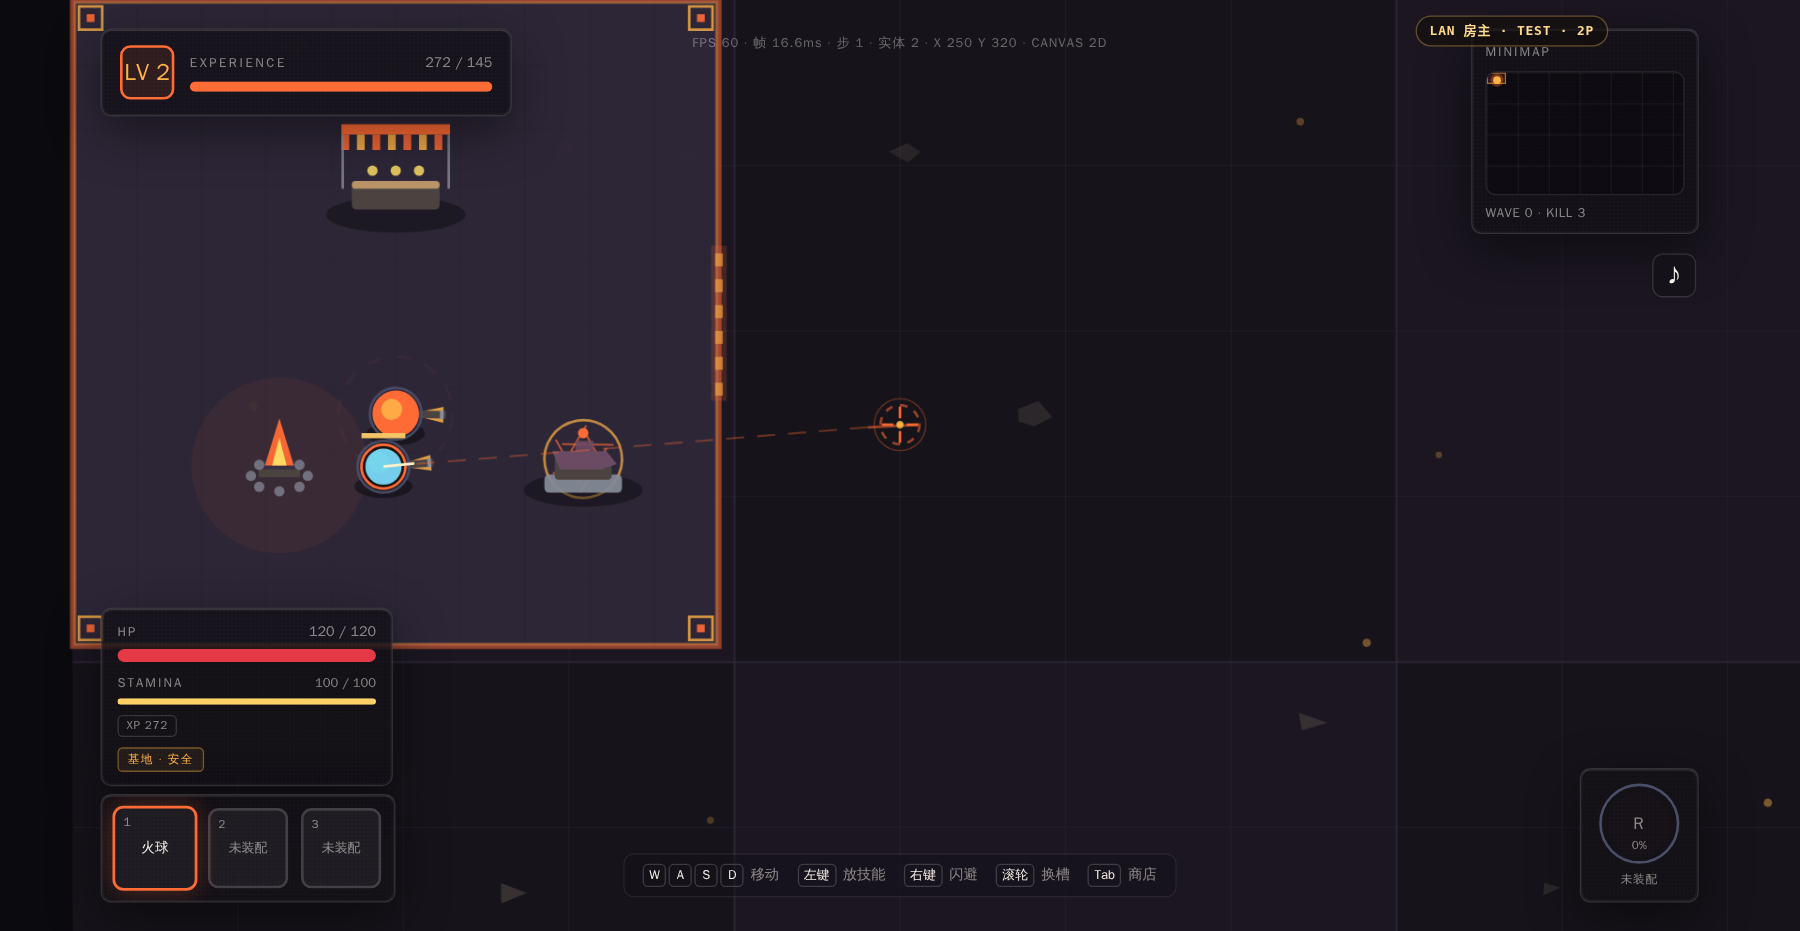 LV 2
EXPERIENCE 272 / 145
FPS 60 · 帧 16.6ms · 步 1 · 实体 2 · X 250 Y 320 · CANVAS 2D
LAN 房主 · TEST · 2P
MINIMAP
WAVE 0 · KILL 3
♪
HP 120 / 120
STAMINA 100 / 100
XP 272
基地 · 安全
1 火球
2 未装配
3 未装配
W A S D 移动 左键 放技能 右键 闪避 滚轮 换槽 Tab 商店
R
0%
未装配